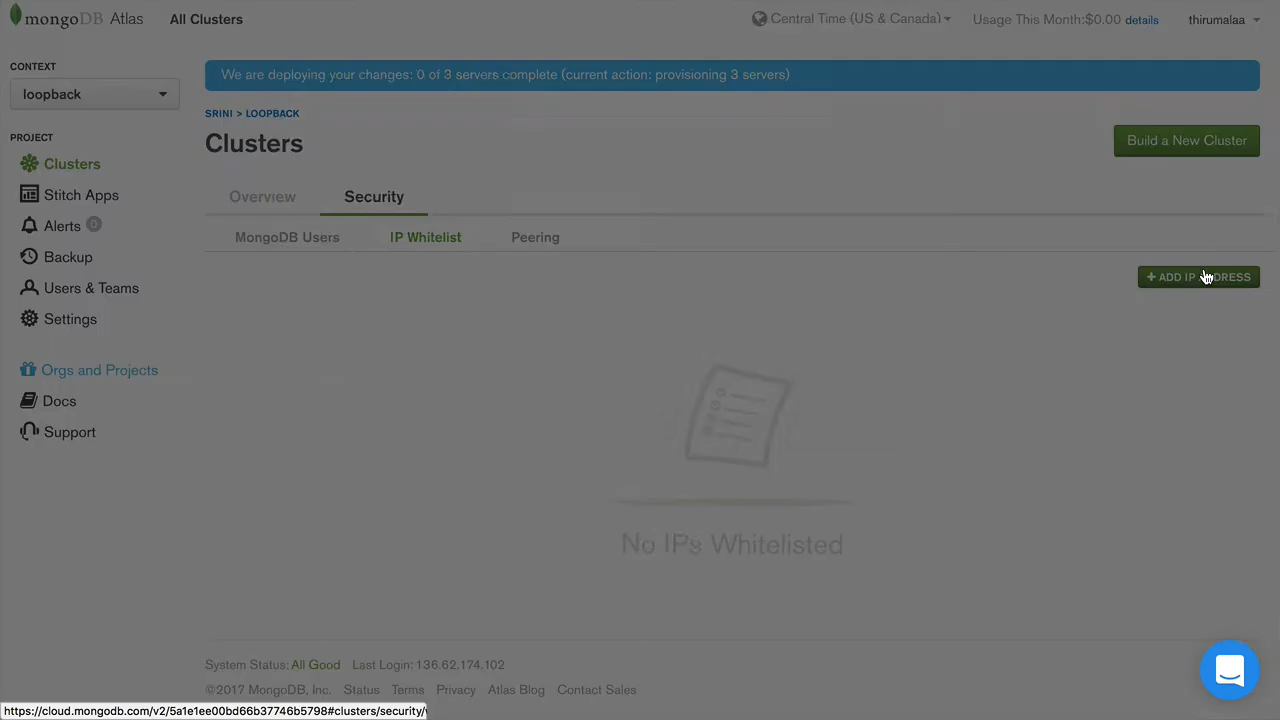 mongoDB Atlas All Clusters Central Time (US & Canada) Usage This Month:$0.00 details thirumalaa
CONTEXT
loopback
We are deploying your changes: 0 of 3 servers complete (current action: provisioning 3 servers)
SRINI > LOOPBACK
Clusters
Build a New Cluster
PROJECT
Clusters
Stitch Apps
Alerts 0
Backup
Users & Teams
Settings
Orgs and Projects
Docs
Support
Overview Security
MongoDB Users IP Whitelist Peering
+ ADD IP ADDRESS
No IPs Whitelisted
System Status: All Good Last Login: 136.62.174.102
©2017 MongoDB, Inc. Status Terms Privacy Atlas Blog Contact Sales
https://cloud.mongodb.com/v2/5a1e1ee00bd66b37746b5798#clusters/security/